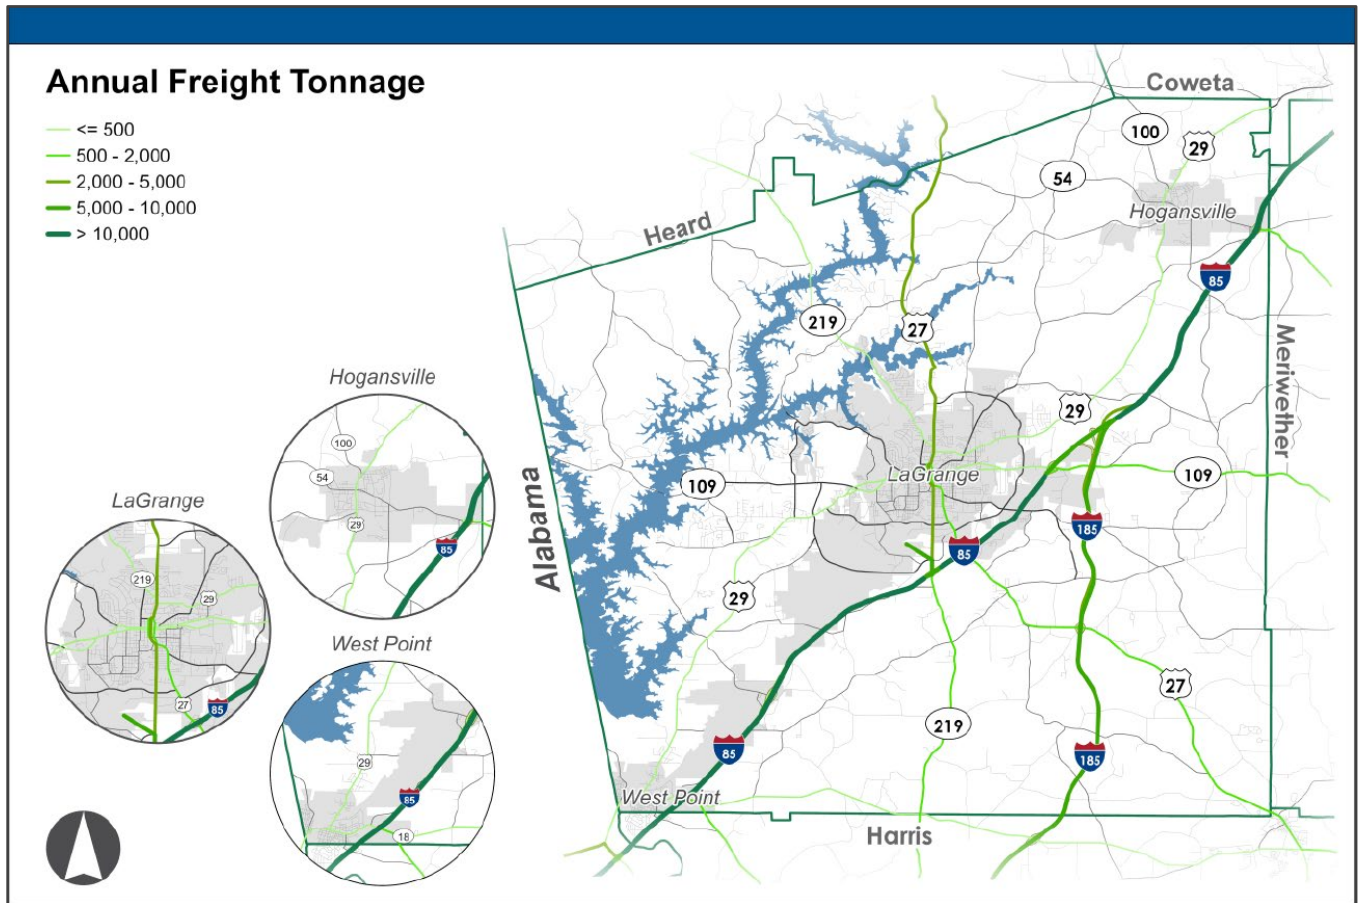 Annual Freight Tonnage
<= 500
500 - 2,000
2,000 - 5,000
5,000 - 10,000
> 10,000
Coweta
100
29
54
Hogansville
Heard
85
219
27
Meriwether
29
LaGrange
109
109
Alabama
185
85
29
27
219
85
185
West Point
Harris
Hogansville
100
54
29
85
LaGrange
219
29
27
85
West Point
29
85
18